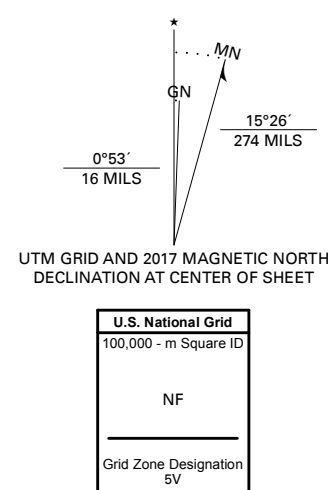 ★
MN
GN
15°26´
274 MILS
0°53´
16 MILS
UTM GRID AND 2017 MAGNETIC NORTH
DECLINATION AT CENTER OF SHEET
U.S. National Grid
100,000 - m Square ID
NF
Grid Zone Designation
5V